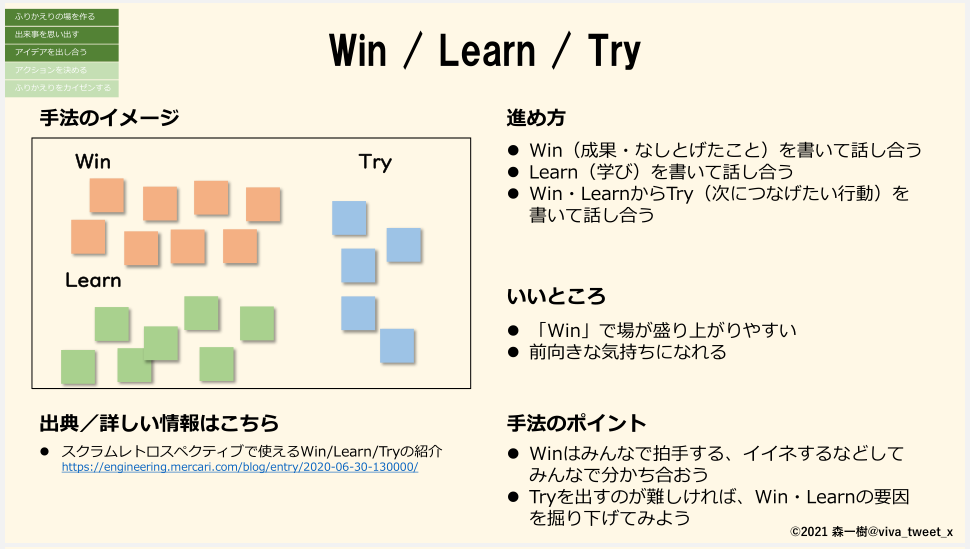 ふりかえりの場を作る
出来事を思い出す
アイデアを出し合う
アクションを決める
ふりかえりをカイゼンする
Win / Learn / Try
手法のイメージ
Win
Try
Learn
出典／詳しい情報はこちら
● スクラムレトロスペクティブで使えるWin/Learn/Tryの紹介
https://engineering.mercari.com/blog/entry/2020-06-30-130000/
進め方
● Win（成果・なしとげたこと）を書いて話し合う
● Learn（学び）を書いて話し合う
● Win・LearnからTry（次につなげたい行動）を
書いて話し合う
いいところ
● 「Win」で場が盛り上がりやすい
● 前向きな気持ちになれる
手法のポイント
● Winはみんなで拍手する、イイネするなどして
みんなで分かち合おう
● Tryを出すのが難しければ、Win・Learnの要因
を掘り下げてみよう
©2021 森一樹@viva_tweet_x